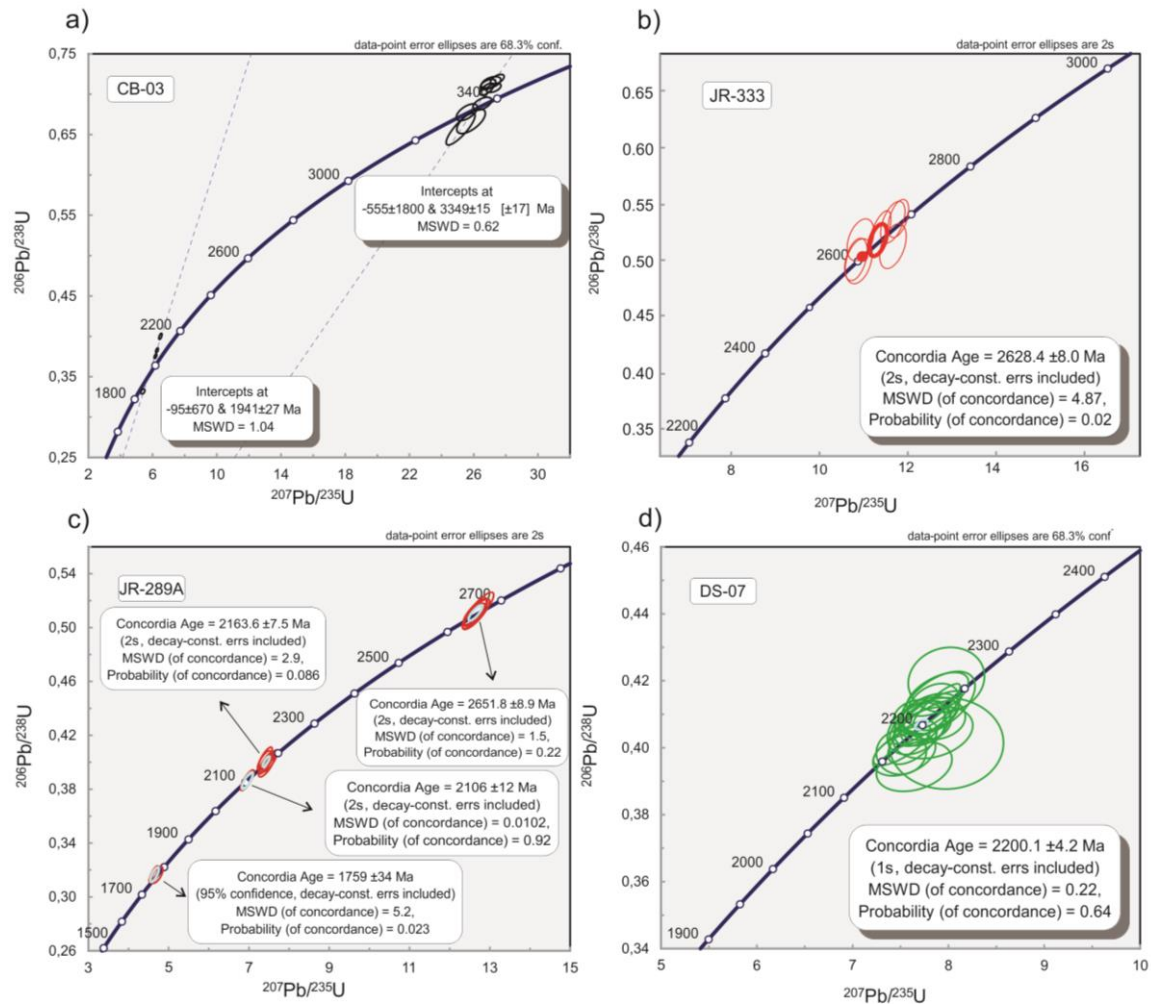 a)
data-point error ellipses are 68.3% conf.
0,75
CB-03
3400
0,65
3000
Intercepts at
-555±1800 & 3349±15 [±17] Ma
MSWD = 0.62
0,55
2600
0,45
2200
0,35
1800
Intercepts at
-95±670 & 1941±27 Ma
MSWD = 1.04
0,25
2 6 10 14 18 22 26 30
206Pb/238U
207Pb/235U
b)
data-point error ellipses are 2s
3000
0.65
JR-333
2800
0.60
0.55
2600
0.50
0.45
2400
0.40
Concordia Age = 2628.4 ±8.0 Ma
(2s, decay-const. errs included)
MSWD (of concordance) = 4.87,
Probability (of concordance) = 0.02
0.35
2200
8 10 12 14 16
206Pb/238U
207Pb/235U
c)
data-point error ellipses are 2s
0,54
JR-289A
2700
Concordia Age = 2163.6 ±7.5 Ma
(2s, decay-const. errs included)
MSWD (of concordance) = 2.9,
Probability (of concordance) = 0.086
0,50
2500
0,46
2300
Concordia Age = 2651.8 ±8.9 Ma
(2s, decay-const. errs included)
MSWD (of concordance) = 1.5,
Probability (of concordance) = 0.22
0,42
2100
0,38
Concordia Age = 2106 ±12 Ma
(2s, decay-const. errs included)
MSWD (of concordance) = 0.0102,
Probability (of concordance) = 0.92
0,34
1900
0,30
1700
Concordia Age = 1759 ±34 Ma
(95% confidence, decay-const. errs included)
MSWD (of concordance) = 5.2,
Probability (of concordance) = 0.023
1500
0,26
3 5 7 9 11 13 15
206Pb/238U
207Pb/235U
d)
data-point error ellipses are 68.3% conf
0,46
DS-07
2400
0,44
2300
0,42
2200
0,40
2100
0,38
2000
0,36
Concordia Age = 2200.1 ±4.2 Ma
(1s, decay-const. errs included)
MSWD (of concordance) = 0.22,
Probability (of concordance) = 0.64
1900
0,34
5 6 7 8 9 10
206Pb/238U
207Pb/235U